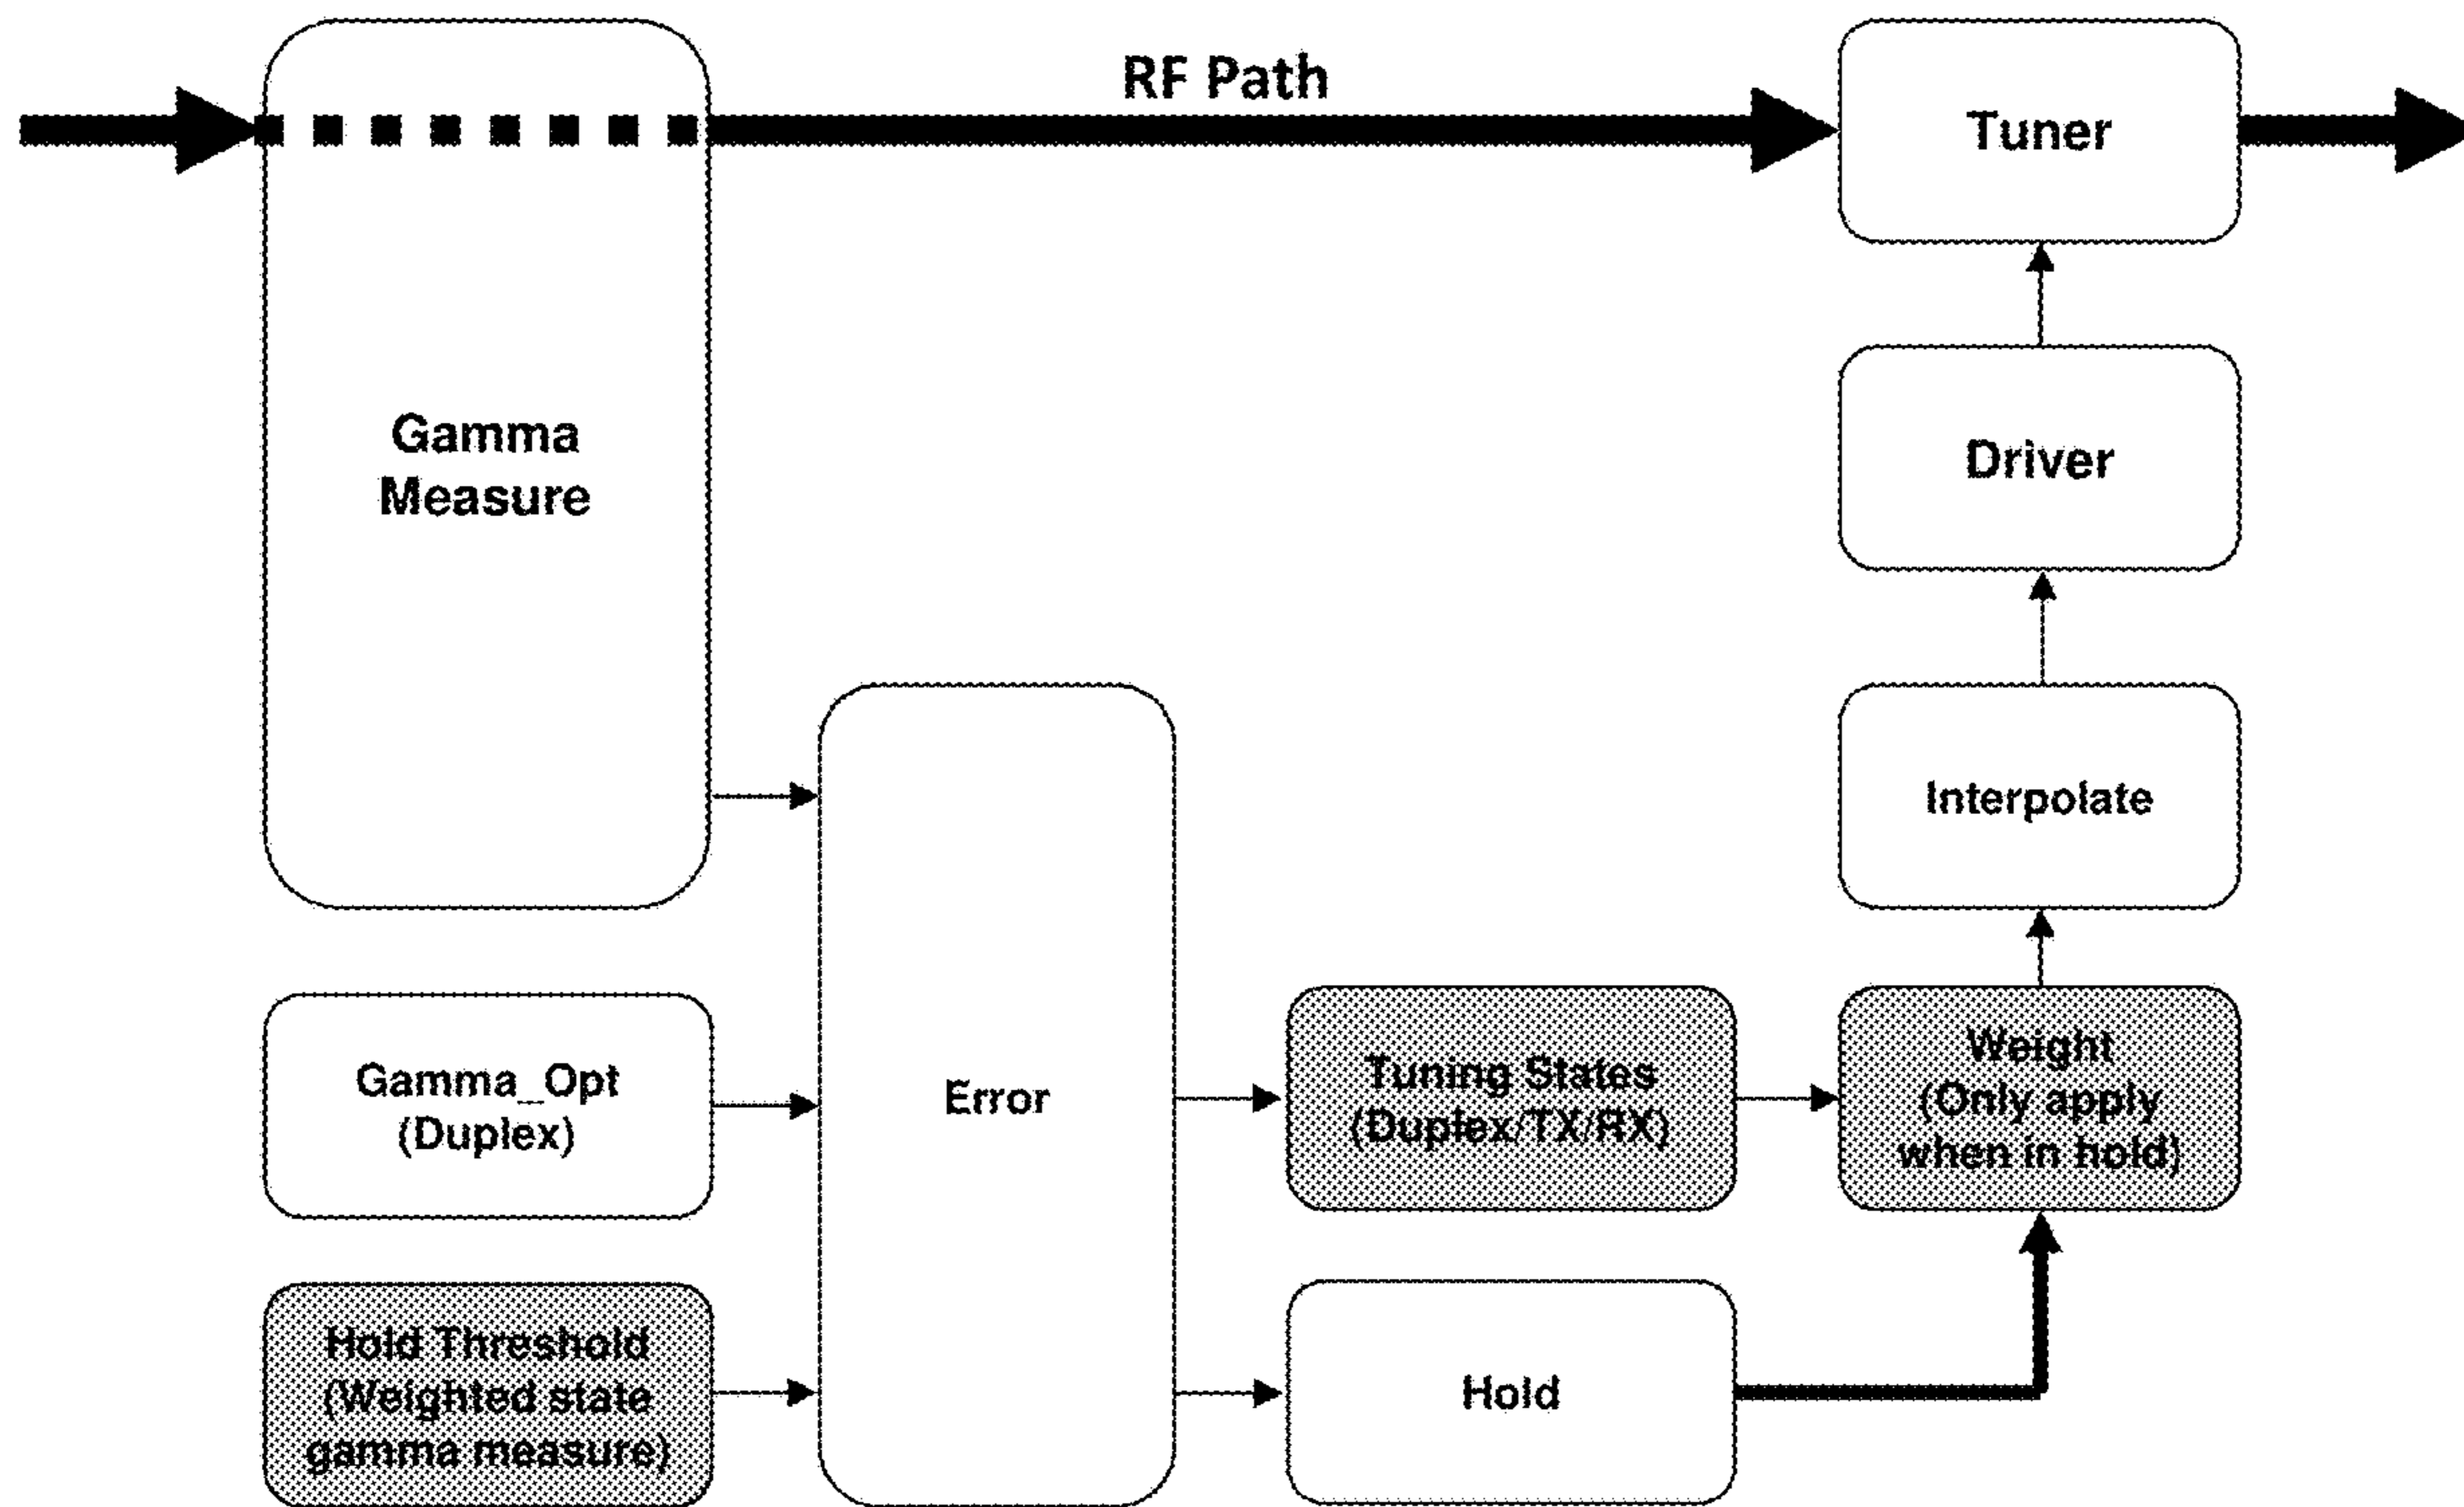 RF Path
Tuner
Gamma
Measure
Driver
Interpolate
Gamma_Opt
(Duplex)
Error
Tuning States
(Duplex/TX/RX)
Weight
(Only apply
when in hold)
Hold Threshold
(Weighted state
gamma measure)
Hold